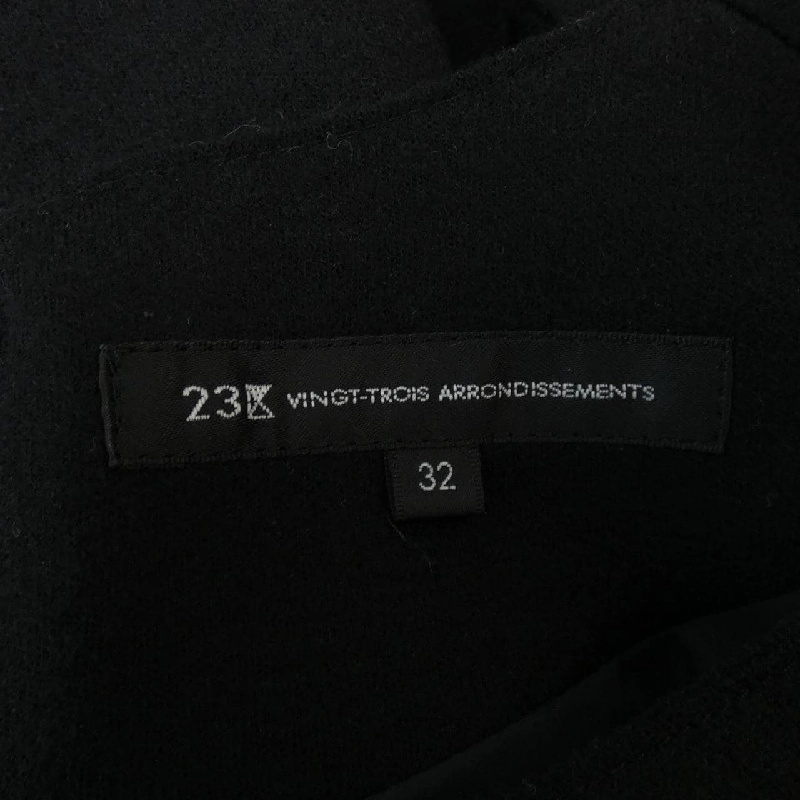 23区 VINGT-TROIS ARRONDISSEMENTS
32